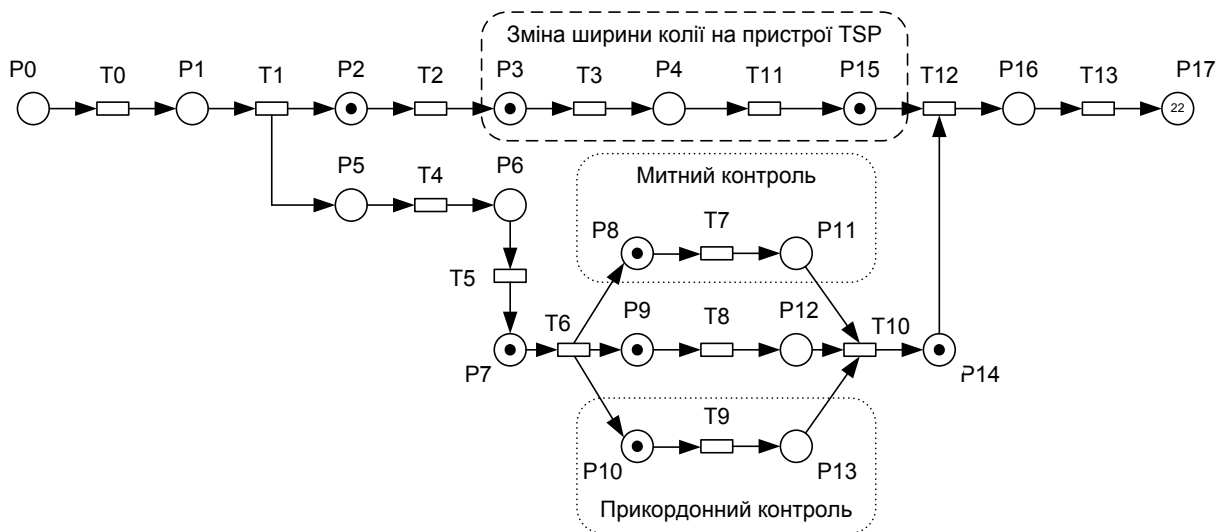 Зміна ширини колії на пристрої TSP
P0
T0
P1
T1
P2
T2
P3
T3
P4
T11
P15
T12
P16
T13
P17
22
P5
T4
P6
Митний контроль
P8
T7
P11
T5
T6
P9
T8
P12
T10
P7
P14
T9
P10
P13
Прикордонний контроль